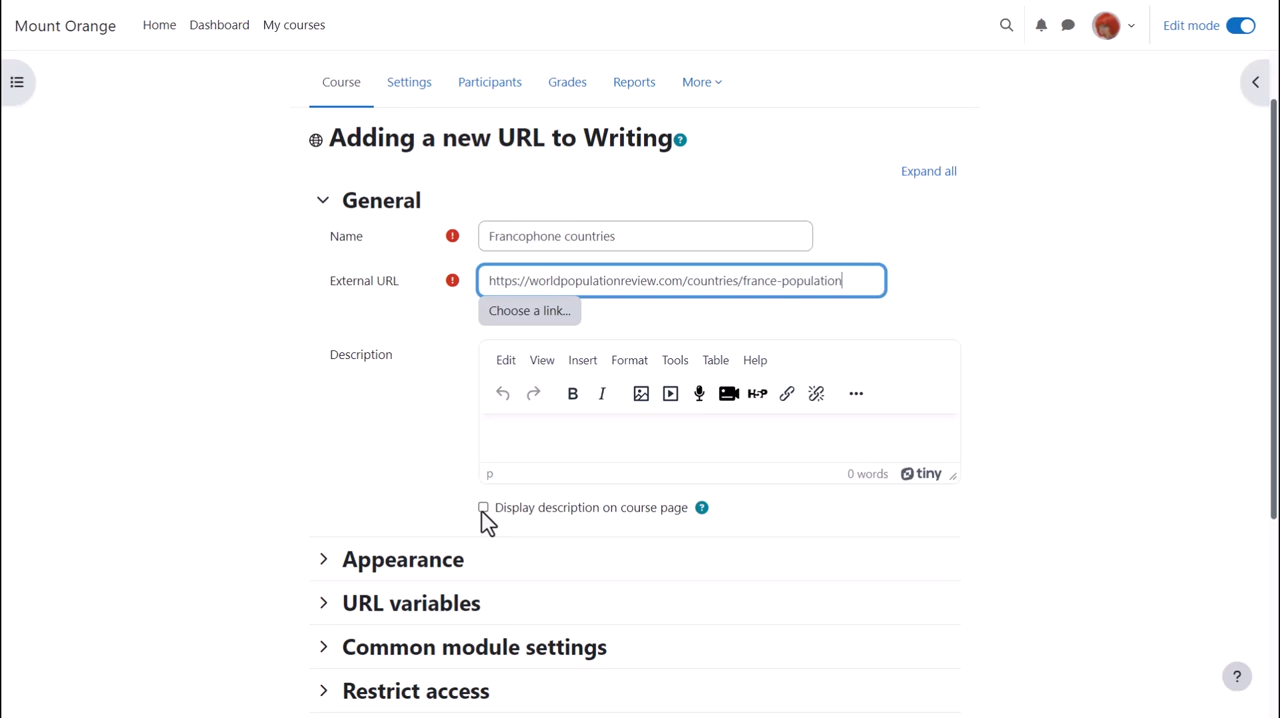 Mount Orange Home Dashboard My courses Edit mode
Course Settings Participants Grades Reports More
Adding a new URL to Writing ?
Expand all
General
Name ! Francophone countries
External URL ! https://worldpopulationreview.com/countries/france-population
Choose a link...
Description
Edit View Insert Format Tools Table Help
B I H-P ...
p 0 words tiny
Display description on course page ?
Appearance
URL variables
Common module settings
Restrict access
?